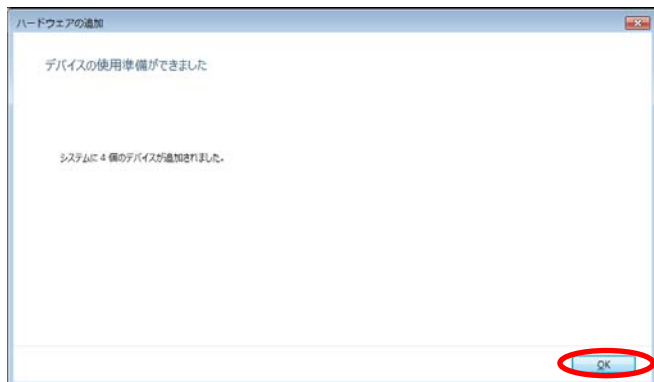 ハードウェアの追加
デバイスの使用準備ができました
システムに 4 個のデバイスが追加されました。
OK